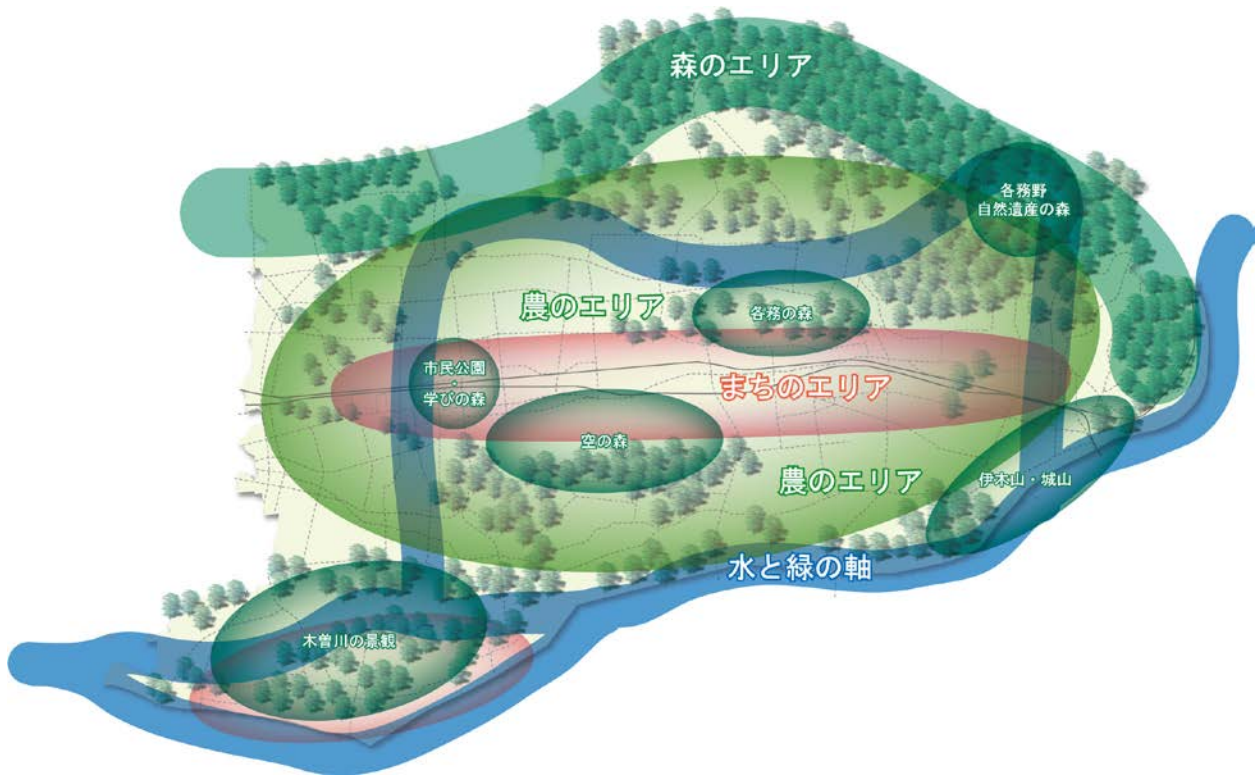 森のエリア
各務野
自然遺産の森
農のエリア
各務の森
市民公園
・
学びの森
まちのエリア
空の森
農のエリア
伊木山・城山
水と緑の軸
木曽川の景観